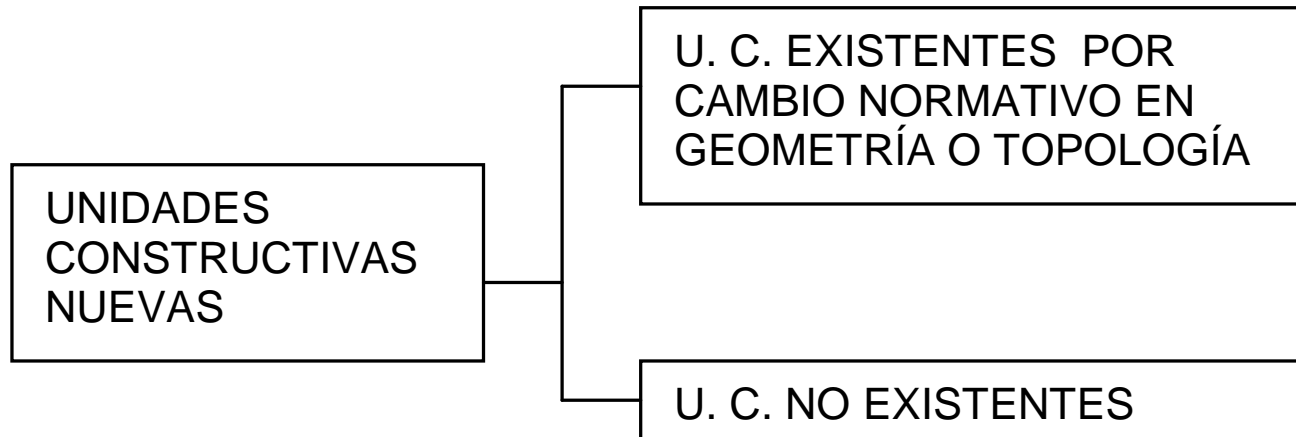 U. C. EXISTENTES POR
CAMBIO NORMATIVO EN
GEOMETRÍA O TOPOLOGÍA
UNIDADES
CONSTRUCTIVAS
NUEVAS
U. C. NO EXISTENTES